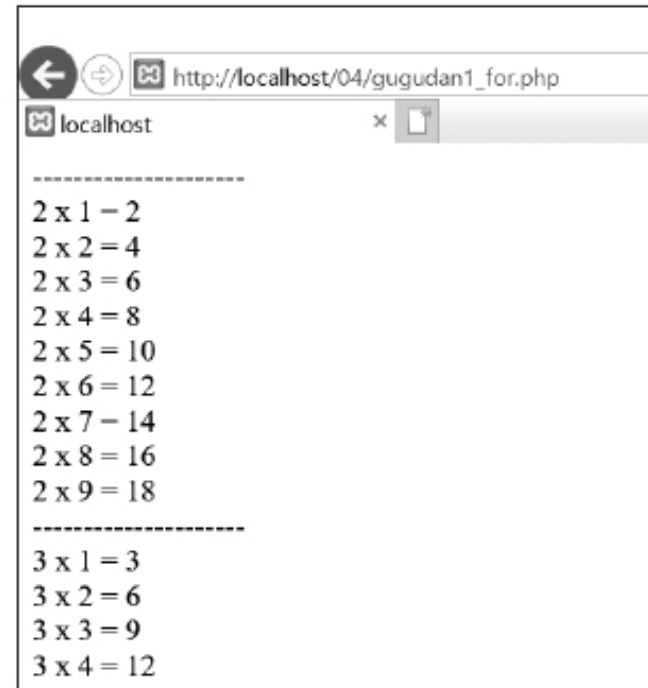 http://localhost/04/gugudan1_for.php
localhost
---------------------
2 x 1 − 2
2 x 2 = 4
2 x 3 = 6
2 x 4 = 8
2 x 5 = 10
2 x 6 = 12
2 x 7 − 14
2 x 8 = 16
2 x 9 = 18
---------------------
3 x 1 = 3
3 x 2 = 6
3 x 3 = 9
3 x 4 = 12